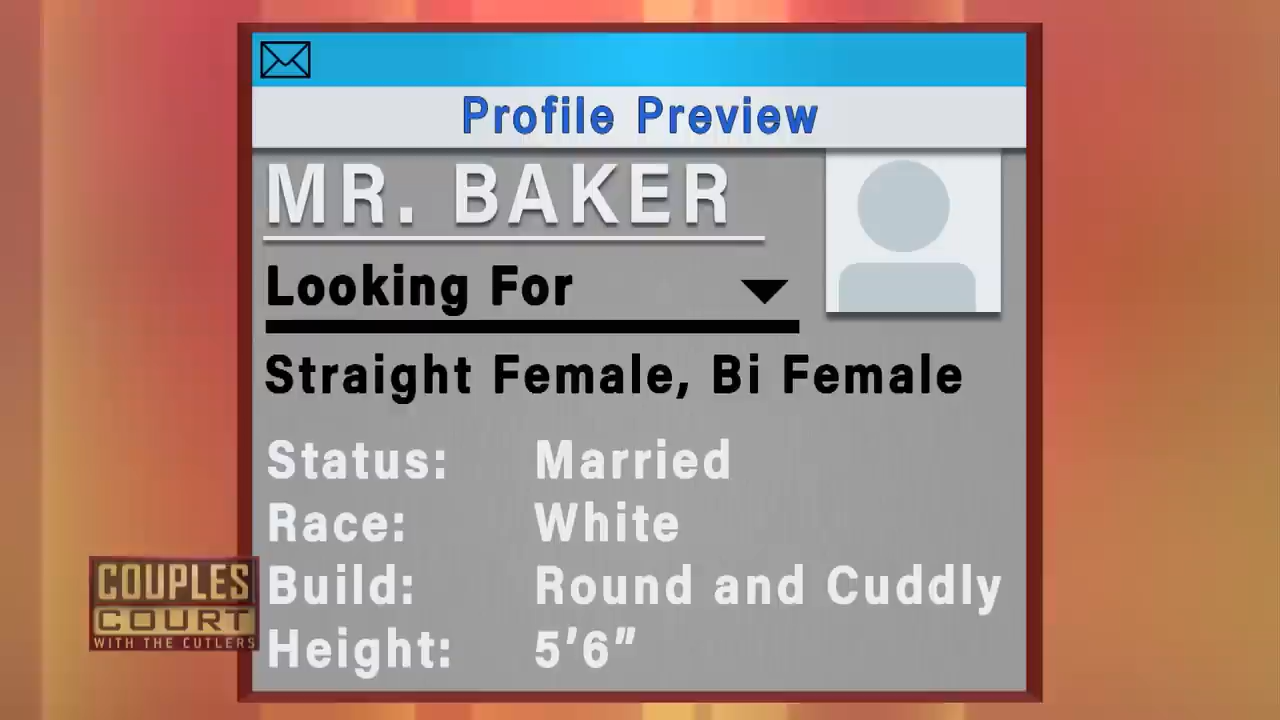 Profile Preview
MR. BAKER
Looking For
Straight Female, Bi Female
Status: Married
Race: White
Build: Round and Cuddly
Height: 5’6”
COUPLES
COURT
WITH THE CUTLERS